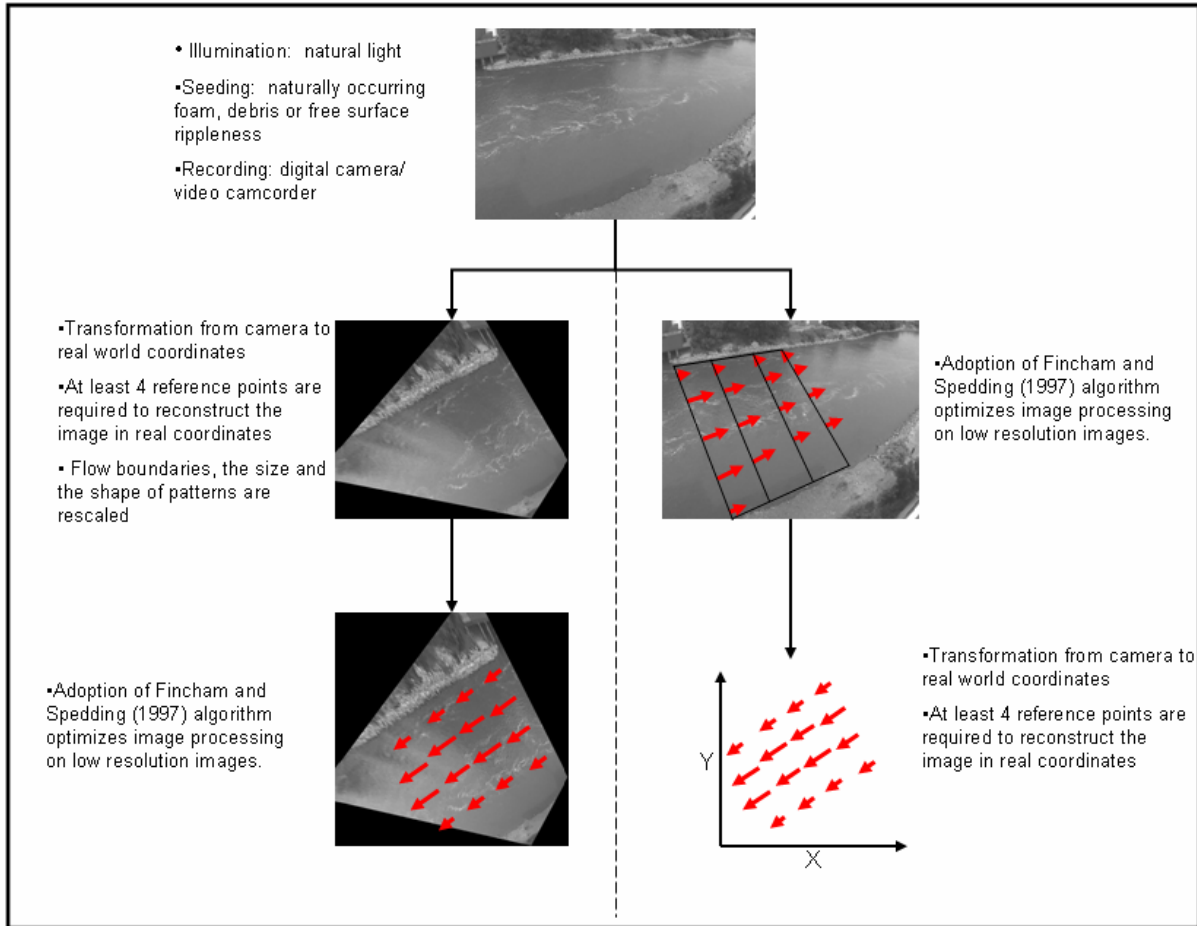 • Illumination: natural light
▪Seeding: naturally occurring
foam, debris or free surface
rippleness
▪Recording: digital camera/
video camcorder
▪Transformation from camera to
real world coordinates
▪At least 4 reference points are
required to reconstruct the
image in real coordinates
▪ Flow boundaries, the size and
the shape of patterns are
rescaled
▪Adoption of Fincham and
Spedding (1997) algorithm
optimizes image processing
on low resolution images.
▪Adoption of Fincham and
Spedding (1997) algorithm
optimizes image processing
on low resolution images.
▪Transformation from camera to
real world coordinates
▪At least 4 reference points are
required to reconstruct the
image in real coordinates
Y
X